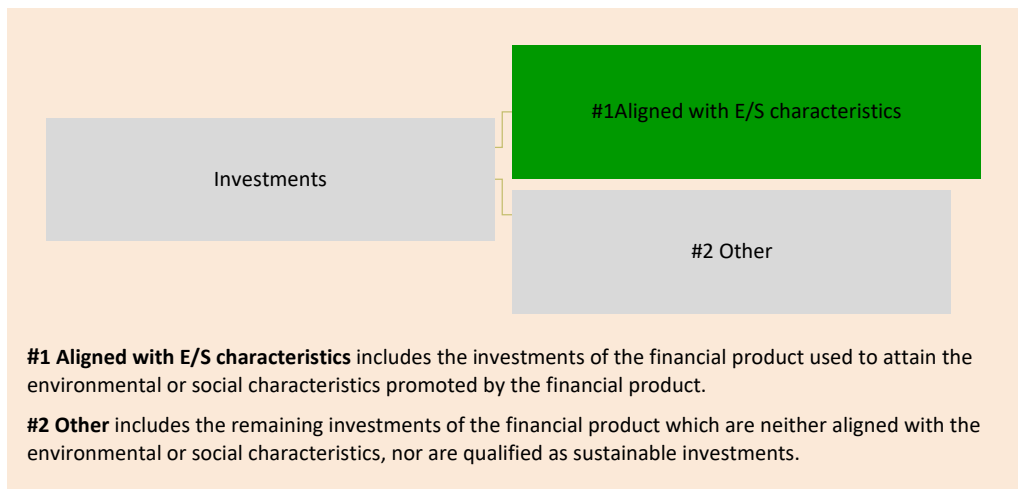 #1Aligned with E/S characteristics
Investments
#2 Other
#1 Aligned with E/S characteristics includes the investments of the financial product used to attain the
environmental or social characteristics promoted by the financial product.
#2 Other includes the remaining investments of the financial product which are neither aligned with the
environmental or social characteristics, nor are qualified as sustainable investments.